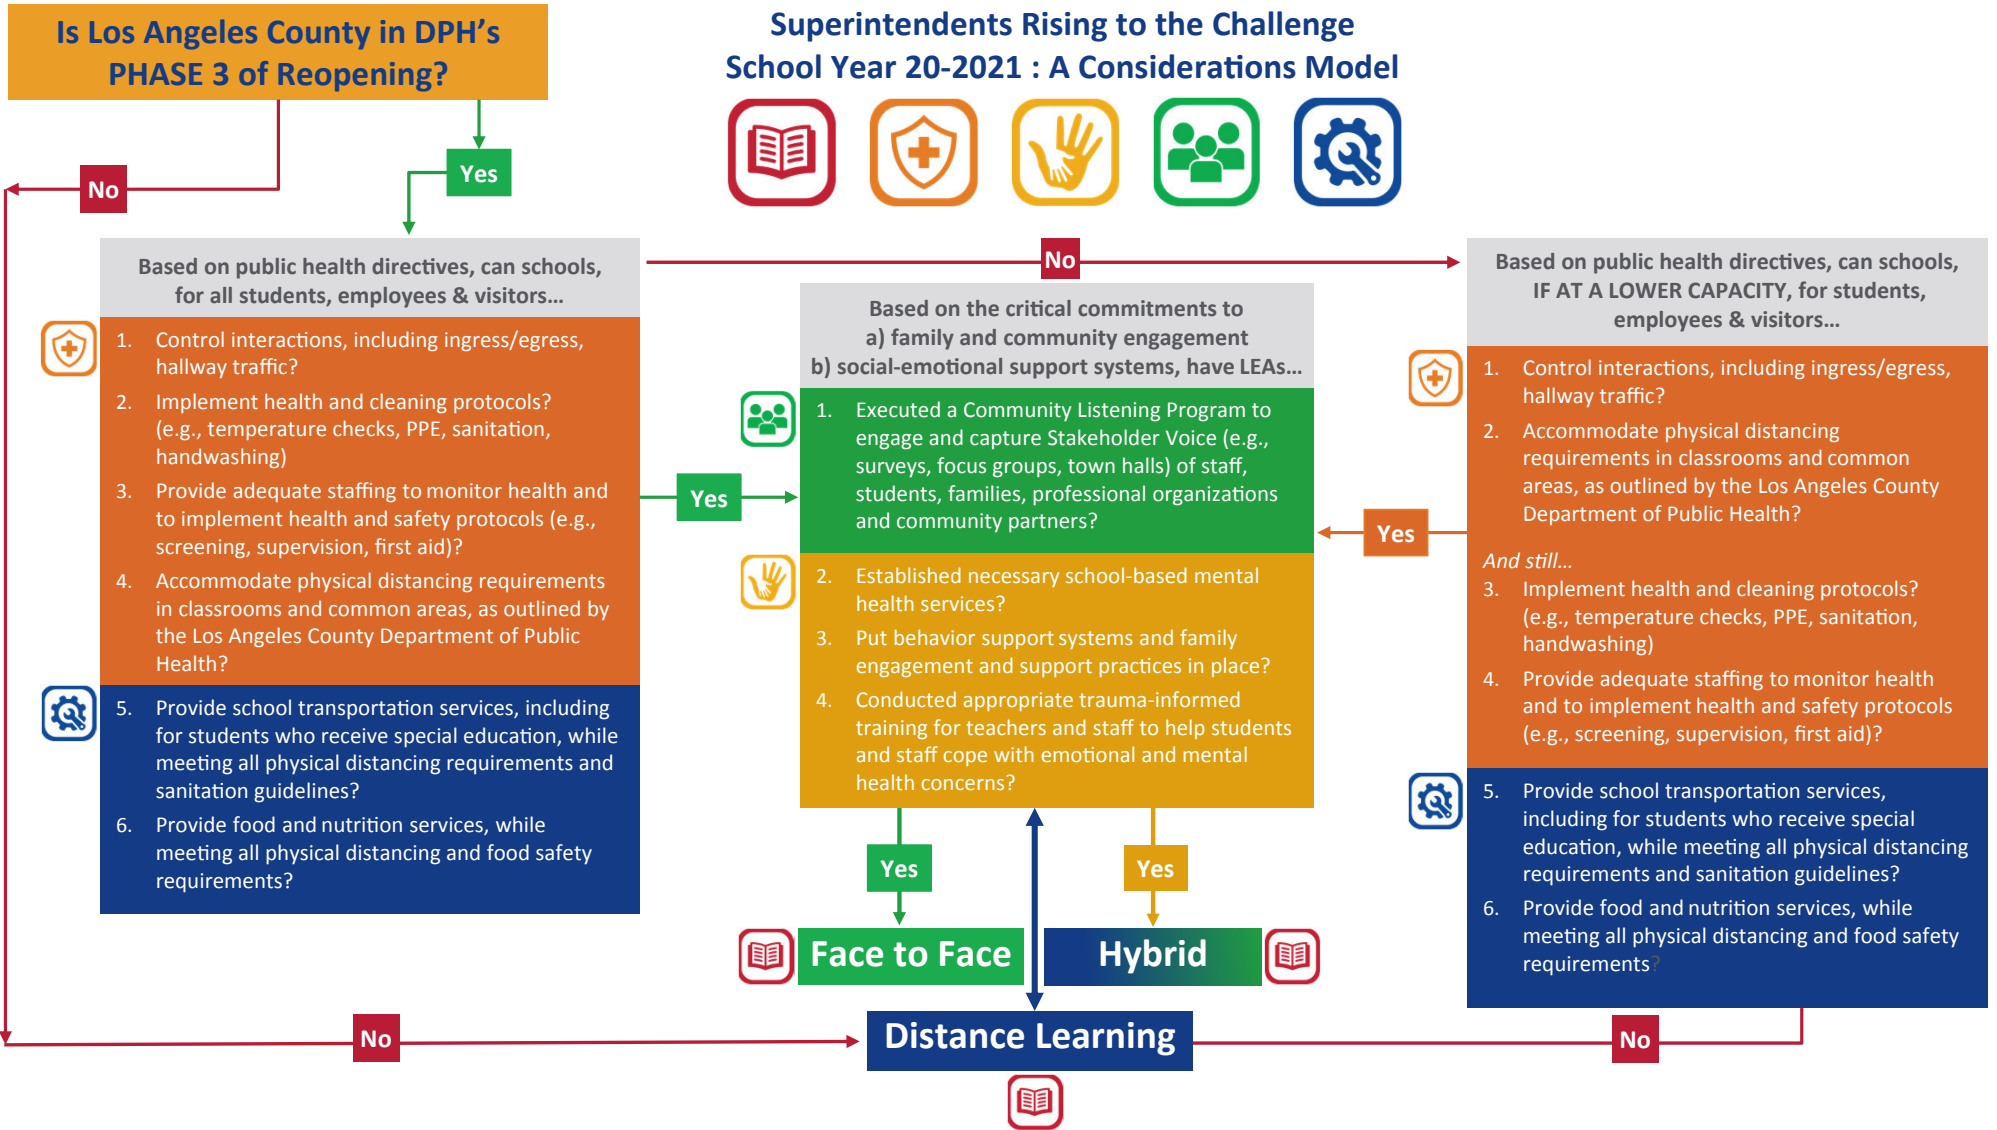 Is Los Angeles County in DPH’s
PHASE 3 of Reopening?
Superintendents Rising to the Challenge
School Year 20-2021 : A Considerations Model
No
Yes
Based on public health directives, can schools,
for all students, employees & visitors…
1. Control interactions, including ingress/egress,
hallway traffic?
2. Implement health and cleaning protocols?
(e.g., temperature checks, PPE, sanitation,
handwashing)
3. Provide adequate staffing to monitor health and
to implement health and safety protocols (e.g.,
screening, supervision, first aid)?
4. Accommodate physical distancing requirements
in classrooms and common areas, as outlined by
the Los Angeles County Department of Public
Health?
5. Provide school transportation services, including
for students who receive special education, while
meeting all physical distancing requirements and
sanitation guidelines?
6. Provide food and nutrition services, while
meeting all physical distancing and food safety
requirements?
No
Yes
Based on the critical commitments to
a) family and community engagement
b) social-emotional support systems, have LEAs…
1. Executed a Community Listening Program to
engage and capture Stakeholder Voice (e.g.,
surveys, focus groups, town halls) of staff,
students, families, professional organizations
and community partners?
2. Established necessary school-based mental
health services?
3. Put behavior support systems and family
engagement and support practices in place?
4. Conducted appropriate trauma-informed
training for teachers and staff to help students
and staff cope with emotional and mental
health concerns?
Yes
Based on public health directives, can schools,
IF AT A LOWER CAPACITY, for students,
employees & visitors…
1. Control interactions, including ingress/egress,
hallway traffic?
2. Accommodate physical distancing
requirements in classrooms and common
areas, as outlined by the Los Angeles County
Department of Public Health?
And still…
3. Implement health and cleaning protocols?
(e.g., temperature checks, PPE, sanitation,
handwashing)
4. Provide adequate staffing to monitor health
and to implement health and safety protocols
(e.g., screening, supervision, first aid)?
5. Provide school transportation services,
including for students who receive special
education, while meeting all physical distancing
requirements and sanitation guidelines?
6. Provide food and nutrition services, while
meeting all physical distancing and food safety
requirements?
Yes
Yes
Face to Face
Hybrid
No
Distance Learning
No